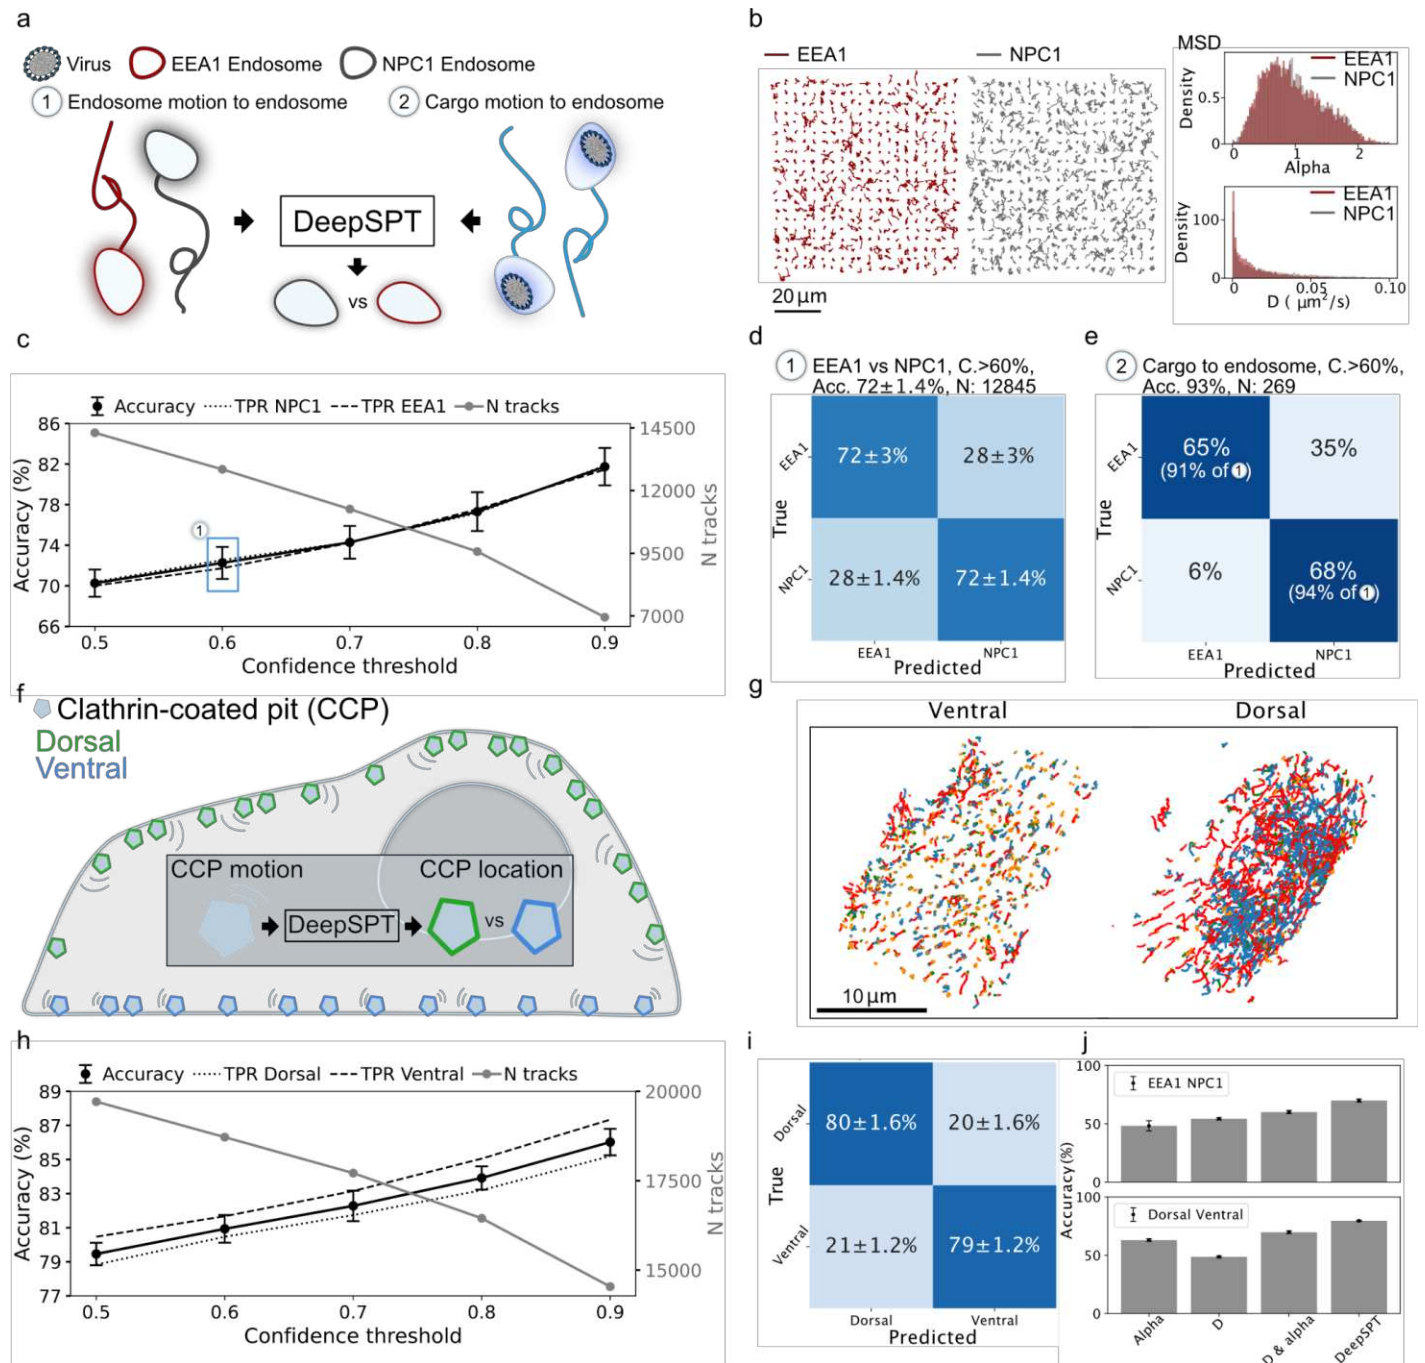 a
Virus
EEA1 Endosome
NPC1 Endosome
1 Endosome motion to endosome
2 Cargo motion to endosome
DeepSPT
vs
b
EEA1
NPC1
20 μm
MSD
EEA1
NPC1
Density
0.5
0
0
1
2
Alpha
EEA1
NPC1
Density
100
0
0
0.05
0.10
D ( μm²/s)
c
Accuracy
TPR NPC1
TPR EEA1
N tracks
86
82
78
74
70
66
Accuracy (%)
1
14500
12000
9500
7000
N tracks
0.5
0.6
0.7
0.8
0.9
Confidence threshold
d
1 EEA1 vs NPC1, C.>60%,
Acc. 72±1.4%, N: 12845
EEA1
72±3%
28±3%
True
NPC1
28±1.4%
72±1.4%
EEA1
NPC1
Predicted
e
2 Cargo to endosome, C.>60%,
Acc. 93%, N: 269
EEA1
65%
(91% of 1)
35%
True
NPC1
6%
68%
(94% of 1)
EEA1
NPC1
Predicted
f
Clathrin-coated pit (CCP)
Dorsal
Ventral
CCP motion
CCP location
DeepSPT
vs
g
Ventral
Dorsal
10 μm
h
Accuracy
TPR Dorsal
TPR Ventral
N tracks
89
87
85
83
81
79
77
Accuracy (%)
20000
17500
15000
N tracks
0.5
0.6
0.7
0.8
0.9
Confidence threshold
i
Dorsal
80±1.6%
20±1.6%
True
Ventral
21±1.2%
79±1.2%
Dorsal
Ventral
Predicted
j
100
EEA1 NPC1
50
0
Accuracy (%)
100
Dorsal Ventral
50
0
Alpha
D
D & alpha
DeepSPT